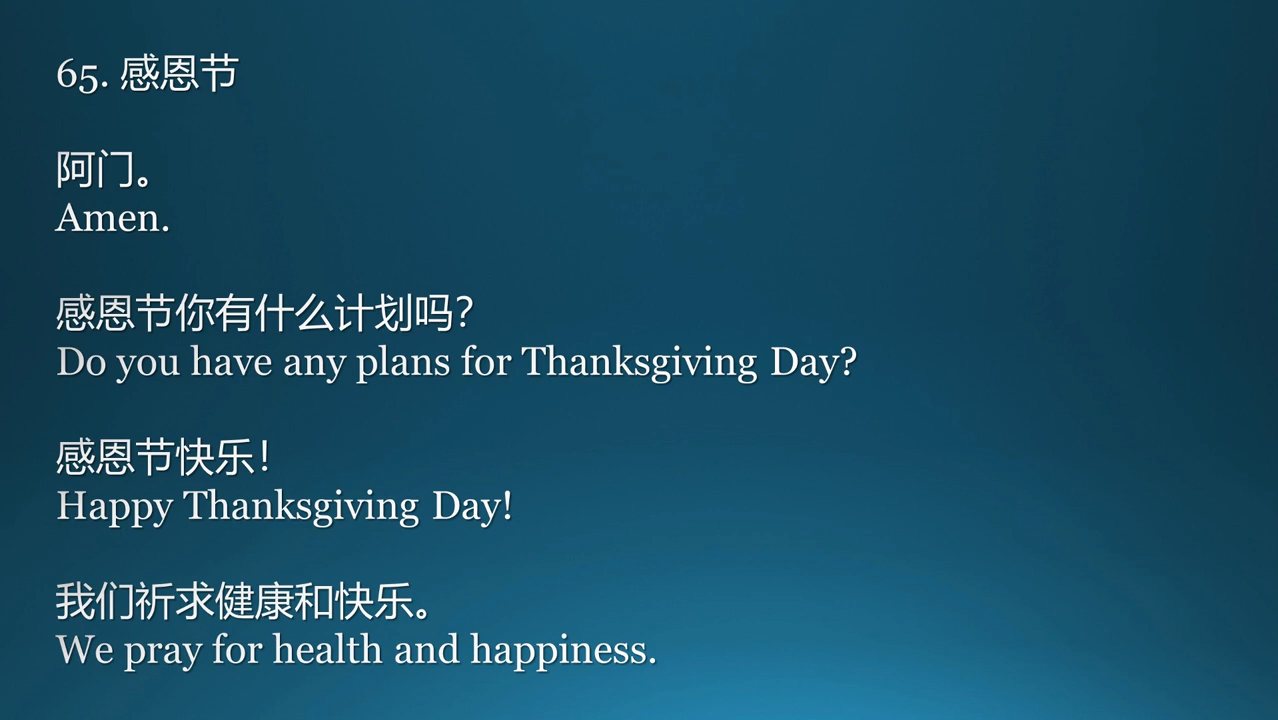 65. 感恩节
阿门。
Amen.
感恩节你有什么计划吗？
Do you have any plans for Thanksgiving Day?
感恩节快乐！
Happy Thanksgiving Day!
我们祈求健康和快乐。
We pray for health and happiness.